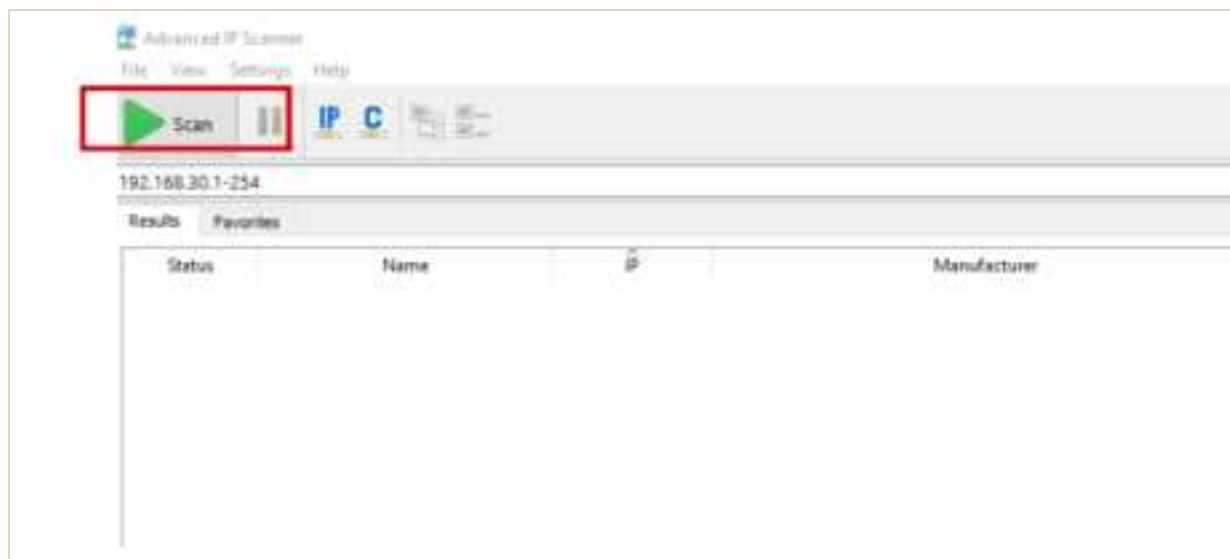 Advanced IP Scanner
File View Settings Help
Scan IP C
192.168.30.1-254
Results Favorites
Status Name IP Manufacturer